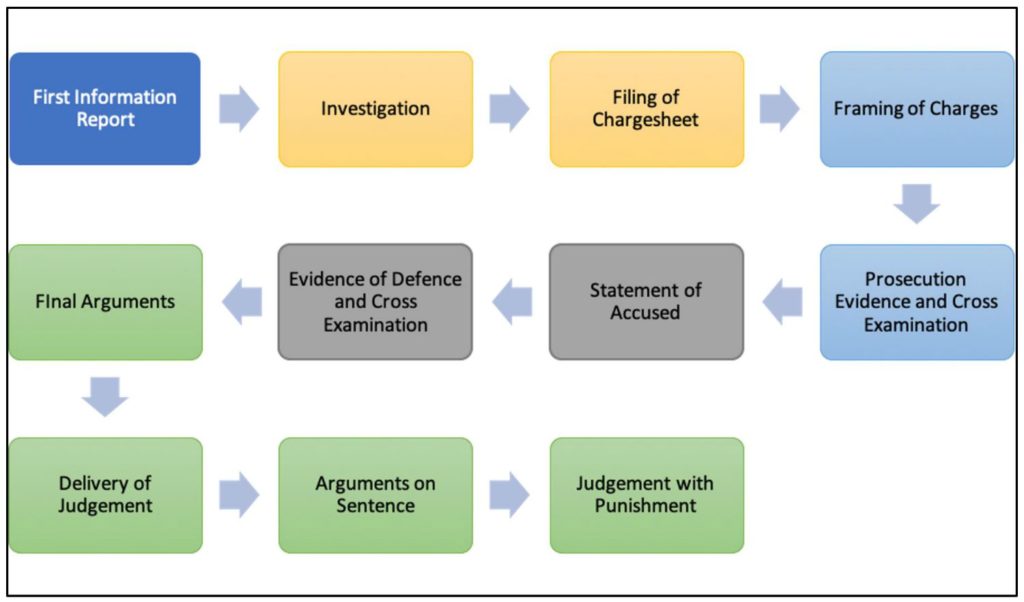 First Information
Report
Investigation
Filing of
Chargesheet
Framing of Charges
Prosecution
Evidence and Cross
Examination
Statement of
Accused
Evidence of Defence
and Cross
Examination
FInal Arguments
Delivery of
Judgement
Arguments on
Sentence
Judgement with
Punishment